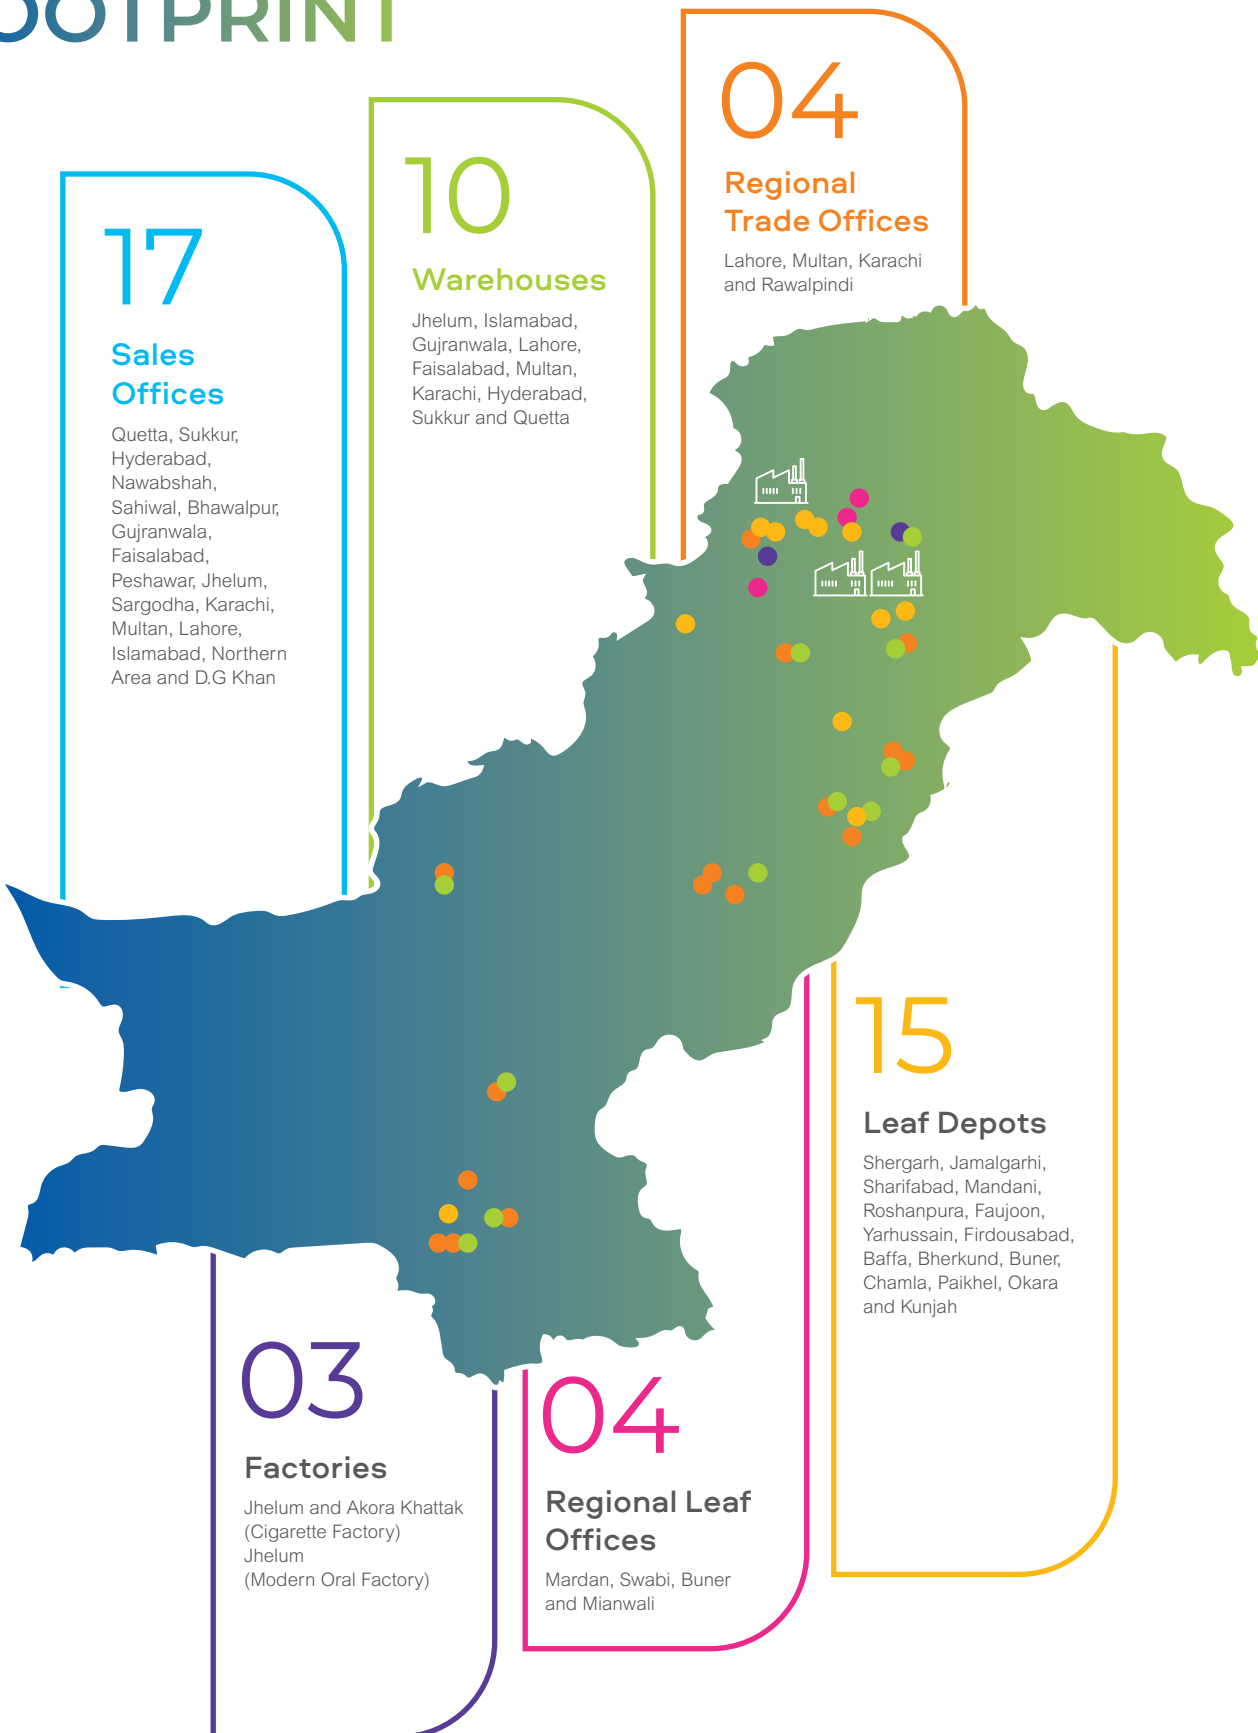 OOTPRINT
17
Sales
Offices
Quetta, Sukkur,
Hyderabad,
Nawabshah,
Sahiwal, Bhawalpur,
Gujranwala,
Faisalabad,
Peshawar, Jhelum,
Sargodha, Karachi,
Multan, Lahore,
Islamabad, Northern
Area and D.G Khan
10
Warehouses
Jhelum, Islamabad,
Gujranwala, Lahore,
Faisalabad, Multan,
Karachi, Hyderabad,
Sukkur and Quetta
04
Regional
Trade Offices
Lahore, Multan, Karachi
and Rawalpindi
03
Factories
Jhelum and Akora Khattak
(Cigarette Factory)
Jhelum
(Modern Oral Factory)
04
Regional Leaf
Offices
Mardan, Swabi, Buner
and Mianwali
15
Leaf Depots
Shergarh, Jamalgarhi,
Sharifabad, Mandani,
Roshanpura, Faujoon,
Yarhussain, Firdousabad,
Baffa, Bherkund, Buner,
Chamla, Paikhel, Okara
and Kunjah